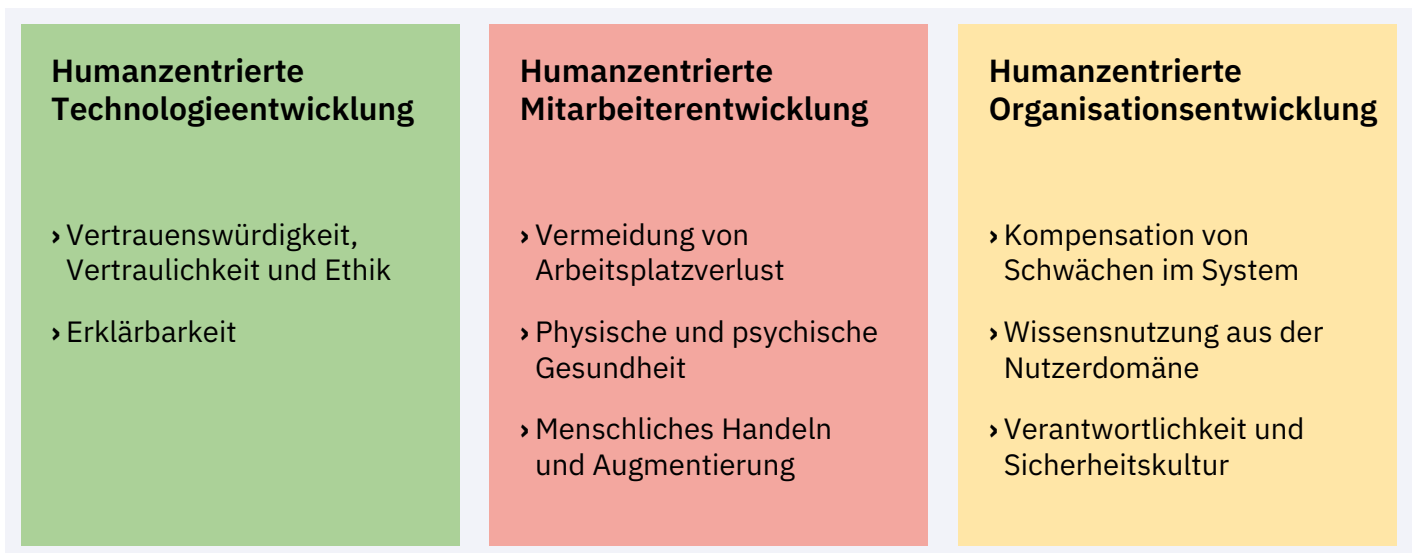 Humanzentrierte
Technologieentwicklung
› Vertrauenswürdigkeit,
Vertraulichkeit und Ethik
› Erklärbarkeit
Humanzentrierte
Mitarbeiterentwicklung
› Vermeidung von
Arbeitsplatzverlust
› Physische und psychische
Gesundheit
› Menschliches Handeln
und Augmentierung
Humanzentrierte
Organisationsentwicklung
› Kompensation von
Schwächen im System
› Wissensnutzung aus der
Nutzerdomäne
› Verantwortlichkeit und
Sicherheitskultur